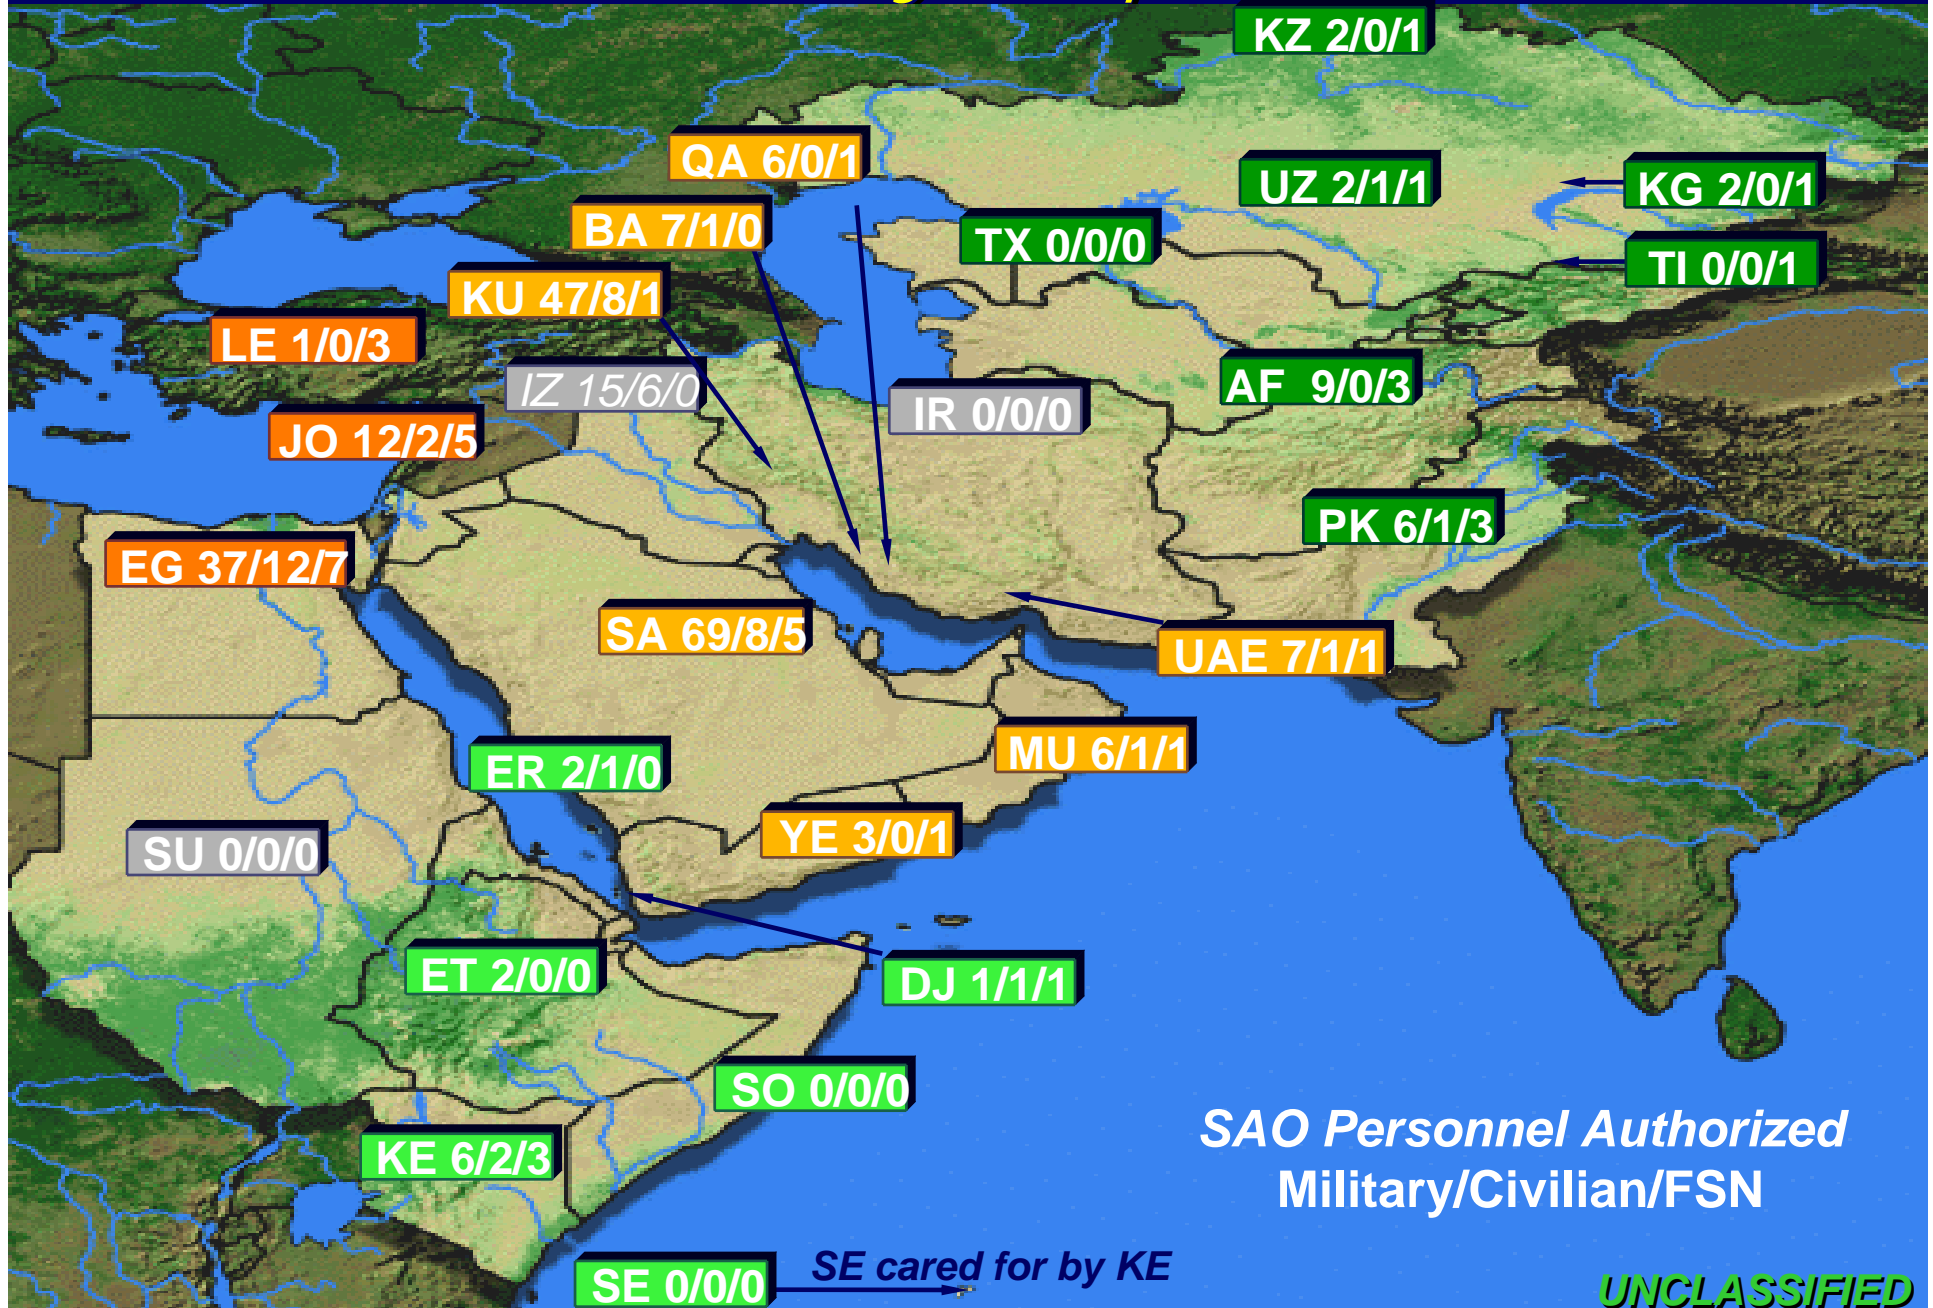 KZ 2/0/1
QA 6/0/1
UZ 2/1/1
KG 2/0/1
BA 7/1/0
TX 0/0/0
TI 0/0/1
KU 47/8/1
LE 1/0/3
IZ 15/6/0
AF 9/0/3
IR 0/0/0
JO 12/2/5
PK 6/1/3
EG 37/12/7
SA 69/8/5
UAE 7/1/1
MU 6/1/1
ER 2/1/0
YE 3/0/1
SU 0/0/0
ET 2/0/0
DJ 1/1/1
SO 0/0/0
KE 6/2/3
SAO Personnel Authorized
Military/Civilian/FSN
SE cared for by KE
SE 0/0/0
UNCLASSIFIED